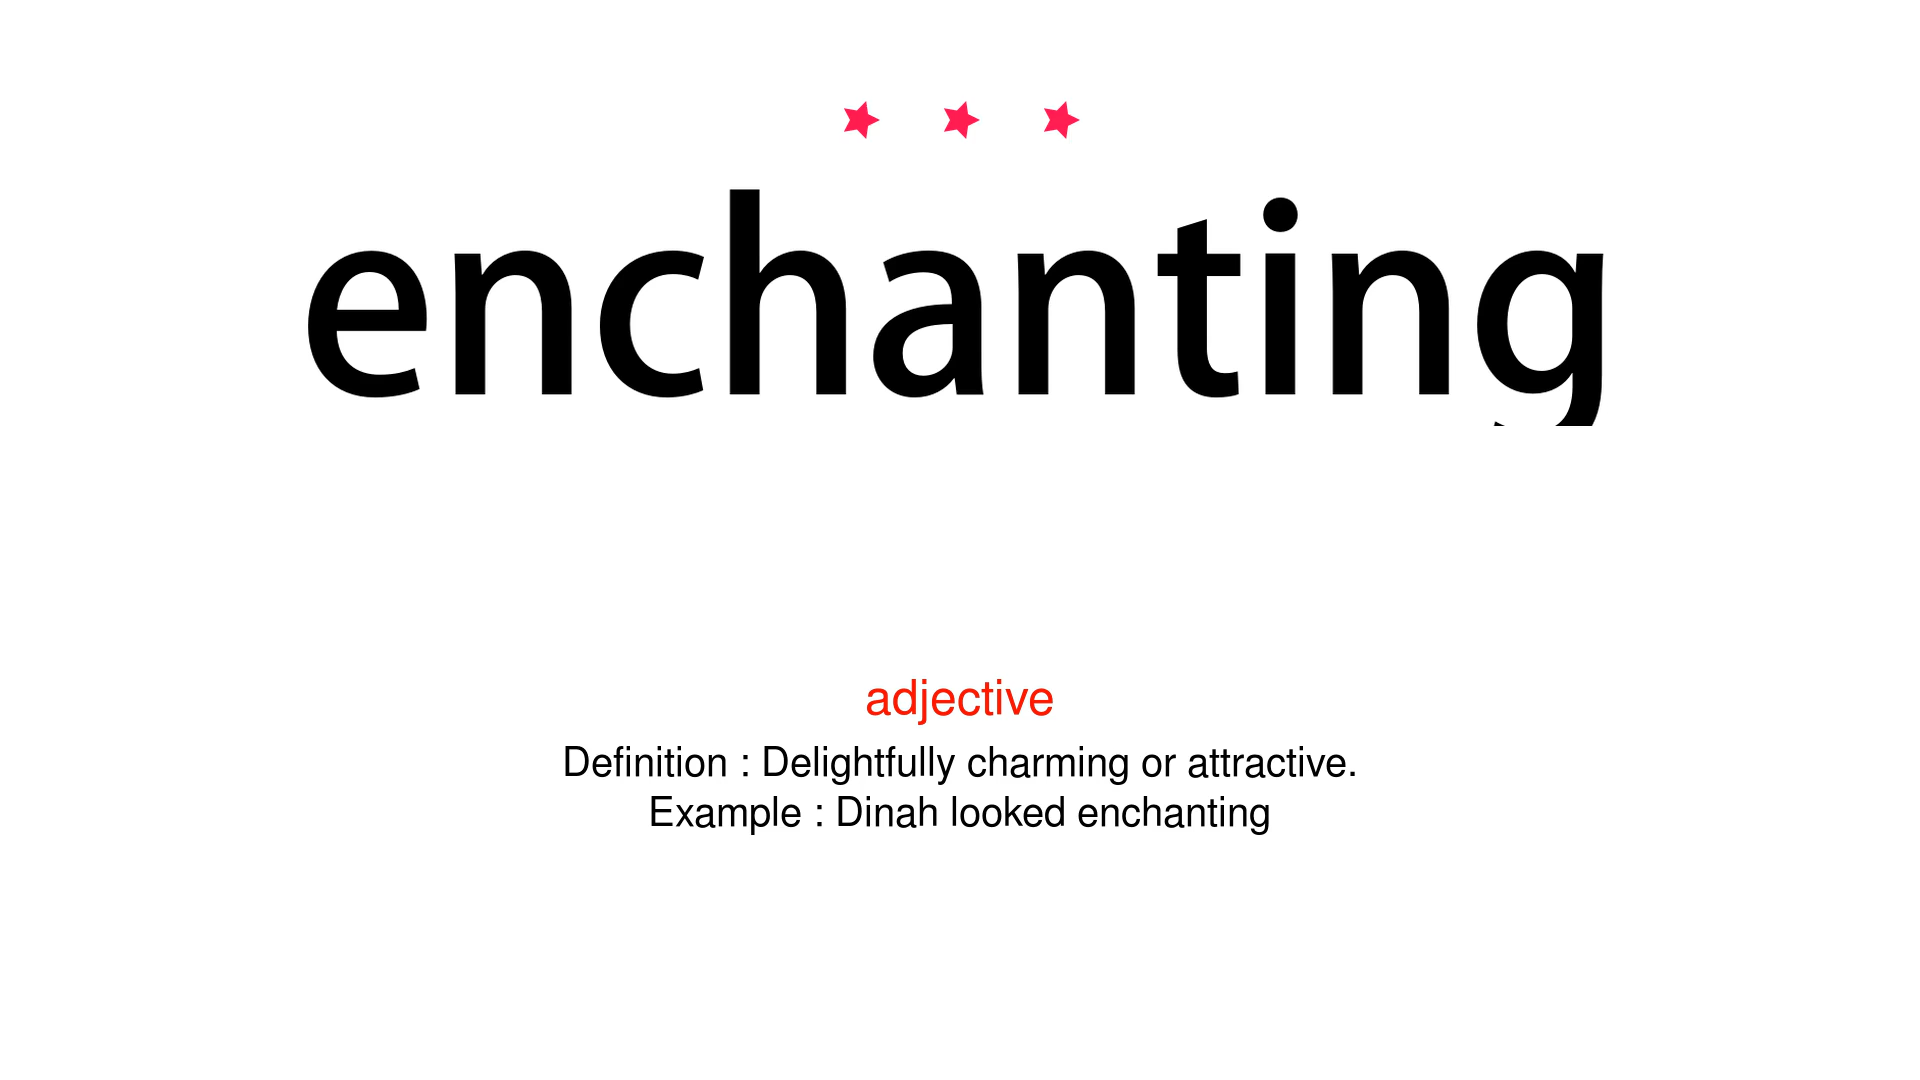 enchanting
adjective
Definition : Delightfully charming or attractive.
Example : Dinah looked enchanting